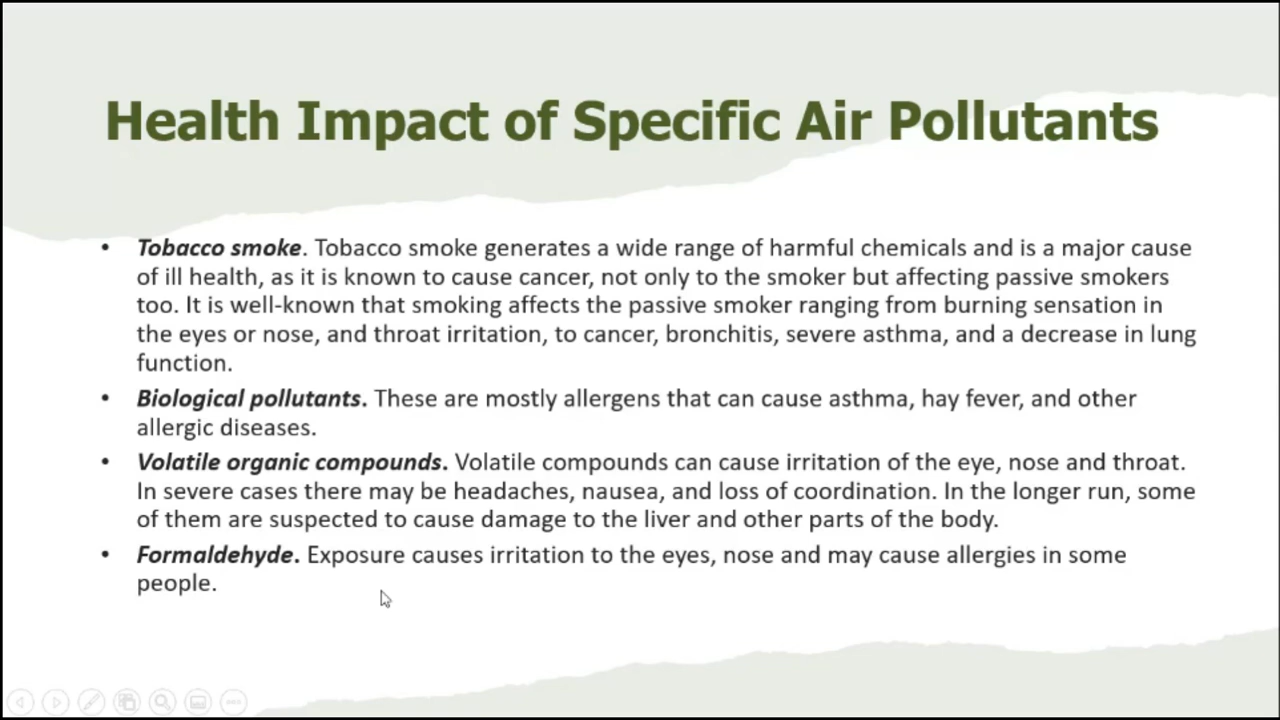 Health Impact of Specific Air Pollutants
• Tobacco smoke. Tobacco smoke generates a wide range of harmful chemicals and is a major cause
of ill health, as it is known to cause cancer, not only to the smoker but affecting passive smokers
too. It is well-known that smoking affects the passive smoker ranging from burning sensation in
the eyes or nose, and throat irritation, to cancer, bronchitis, severe asthma, and a decrease in lung
function.
• Biological pollutants. These are mostly allergens that can cause asthma, hay fever, and other
allergic diseases.
• Volatile organic compounds. Volatile compounds can cause irritation of the eye, nose and throat.
In severe cases there may be headaches, nausea, and loss of coordination. In the longer run, some
of them are suspected to cause damage to the liver and other parts of the body.
• Formaldehyde. Exposure causes irritation to the eyes, nose and may cause allergies in some
people.